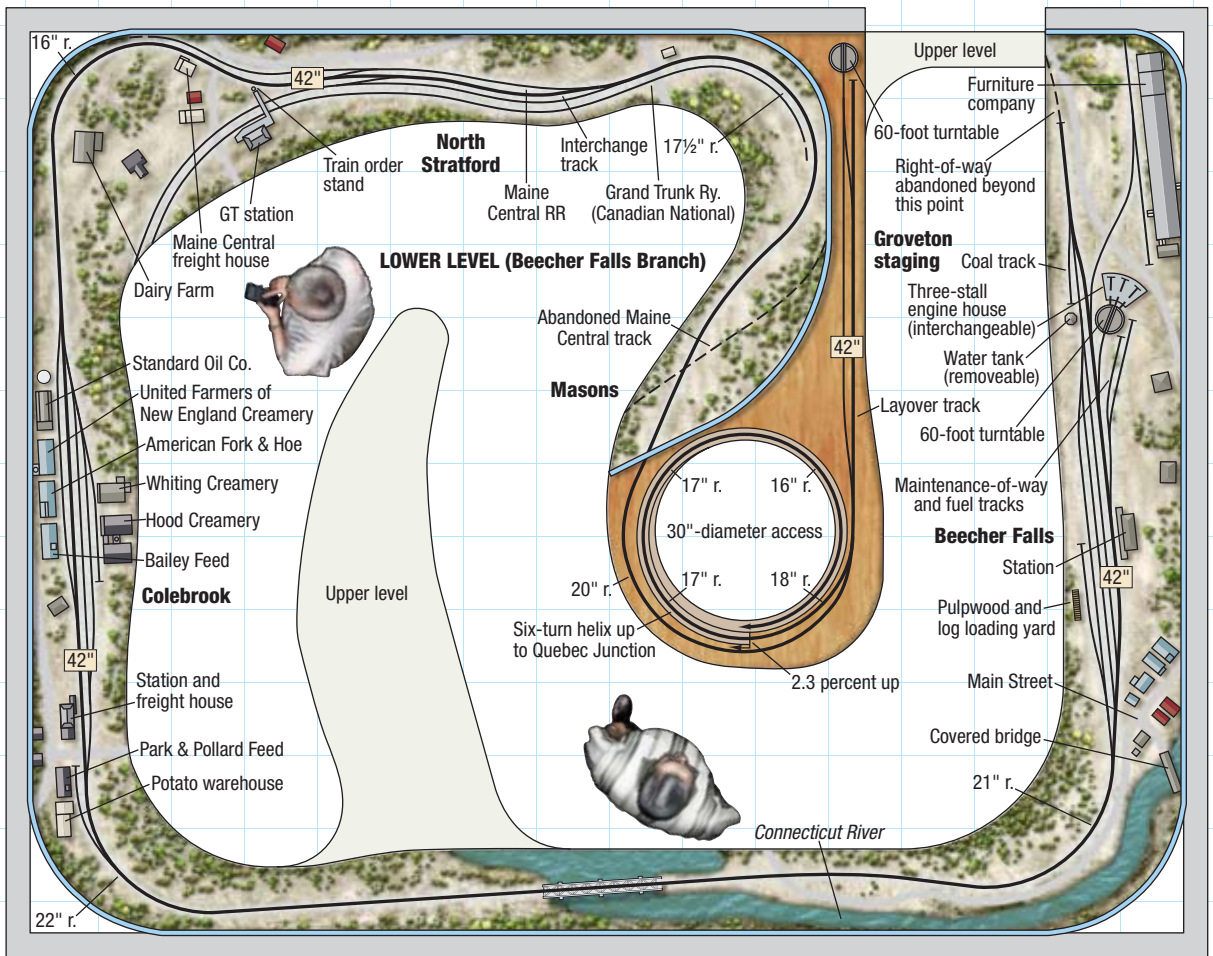 16" r.
42"
Upper level
Furniture
company
60-foot turntable
Right-of-way
abandoned beyond
this point
North
Stratford
Train order
stand
Interchange
track
17½" r.
Maine
Central RR
Grand Trunk Ry.
(Canadian National)
GT station
Maine Central
freight house
Dairy Farm
LOWER LEVEL (Beecher Falls Branch)
Groveton
staging
Coal track
Three-stall
engine house
(interchangeable)
Water tank
(removeable)
60-foot turntable
Abandoned Maine
Central track
42"
Masons
Layover track
Standard Oil Co.
United Farmers of
New England Creamery
American Fork & Hoe
Whiting Creamery
Hood Creamery
Bailey Feed
Colebrook
Upper level
17" r.
16" r.
30"-diameter access
17" r.
18" r.
20" r.
Six-turn helix up
to Quebec Junction
2.3 percent up
Maintenance-of-way
and fuel tracks
Beecher Falls
Station
42"
Pulpwood and
log loading yard
Main Street
Covered bridge
21" r.
42"
Station and
freight house
Park & Pollard Feed
Potato warehouse
22" r.
Connecticut River